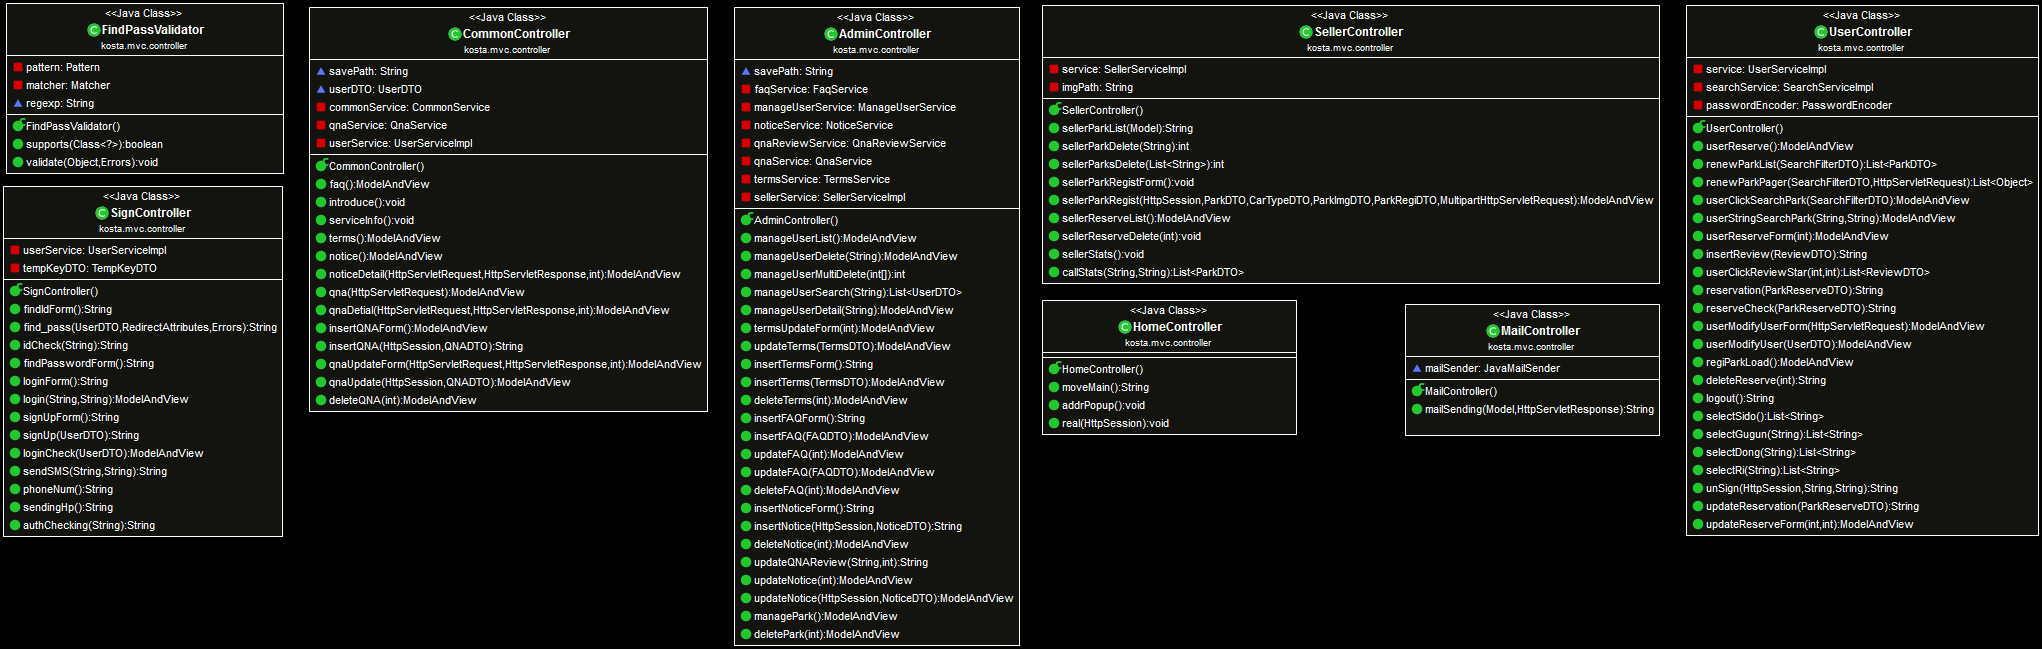 <<Java Class>>
FindPassValidator
kosta.mvc.controller
pattern: Pattern
matcher: Matcher
regexp: String
FindPassValidator()
supports(Class<?>):boolean
validate(Object,Errors):void
<<Java Class>>
SignController
kosta.mvc.controller
userService: UserServiceImpl
tempKeyDTO: TempKeyDTO
SignController()
findIdForm():String
find_pass(UserDTO,RedirectAttributes,Errors):String
idCheck(String):String
findPasswordForm():String
loginForm():String
login(String,String):ModelAndView
signUpForm():String
signUp(UserDTO):String
loginCheck(UserDTO):ModelAndView
sendSMS(String,String):String
phoneNum():String
sendingHp():String
authChecking(String):String
<<Java Class>>
CommonController
kosta.mvc.controller
savePath: String
userDTO: UserDTO
commonService: CommonService
qnaService: QnaService
userService: UserServiceImpl
CommonController()
faq():ModelAndView
introduce():void
serviceInfo():void
terms():ModelAndView
notice():ModelAndView
noticeDetail(HttpServletRequest,HttpServletResponse,int):ModelAndView
qna(HttpServletRequest):ModelAndView
qnaDetial(HttpServletRequest,HttpServletResponse,int):ModelAndView
insertQNAForm():ModelAndView
insertQNA(HttpSession,QNADTO):String
qnaUpdateForm(HttpServletRequest,HttpServletResponse,int):ModelAndView
qnaUpdate(HttpSession,QNADTO):ModelAndView
deleteQNA(int):ModelAndView
<<Java Class>>
AdminController
kosta.mvc.controller
savePath: String
faqService: FaqService
manageUserService: ManageUserService
noticeService: NoticeService
qnaReviewService: QnaReviewService
qnaService: QnaService
termsService: TermsService
sellerService: SellerServiceImpl
AdminController()
manageUserList():ModelAndView
manageUserDelete(String):ModelAndView
manageUserMultiDelete(int[]):int
manageUserSearch(String):List<UserDTO>
manageUserDetail(String):ModelAndView
termsUpdateForm(int):ModelAndView
updateTerms(TermsDTO):ModelAndView
insertTermsForm():String
insertTerms(TermsDTO):ModelAndView
deleteTerms(int):ModelAndView
insertFAQForm():String
insertFAQ(FAQDTO):ModelAndView
updateFAQ(int):ModelAndView
updateFAQ(FAQDTO):ModelAndView
deleteFAQ(int):ModelAndView
insertNoticeForm():String
insertNotice(HttpSession,NoticeDTO):String
deleteNotice(int):ModelAndView
updateQNAReview(String,int):String
updateNotice(int):ModelAndView
updateNotice(HttpSession,NoticeDTO):ModelAndView
managePark():ModelAndView
deletePark(int):ModelAndView
<<Java Class>>
SellerController
kosta.mvc.controller
service: SellerServiceImpl
imgPath: String
SellerController()
sellerParkList(Model):String
sellerParkDelete(String):int
sellerParksDelete(List<String>):int
sellerParkRegistForm():void
sellerParkRegist(HttpSession,ParkDTO,CarTypeDTO,ParkImgDTO,ParkRegiDTO,MultipartHttpServletRequest):ModelAndView
sellerReserveList():ModelAndView
sellerReserveDelete(int):void
sellerStats():void
callStats(String,String):List<ParkDTO>
<<Java Class>>
HomeController
kosta.mvc.controller
HomeController()
moveMain():String
addrPopup():void
real(HttpSession):void
<<Java Class>>
MailController
kosta.mvc.controller
mailSender: JavaMailSender
MailController()
mailSending(Model,HttpServletResponse):String
<<Java Class>>
UserController
kosta.mvc.controller
service: UserServiceImpl
searchService: SearchServiceImpl
passwordEncoder: PasswordEncoder
UserController()
userReserve():ModelAndView
renewParkList(SearchFilterDTO):List<ParkDTO>
renewParkPager(SearchFilterDTO,HttpServletRequest):List<Object>
userClickSearchPark(SearchFilterDTO):ModelAndView
userStringSearchPark(String,String):ModelAndView
userReserveForm(int):ModelAndView
insertReview(ReviewDTO):String
userClickReviewStar(int,int):List<ReviewDTO>
reservation(ParkReserveDTO):String
reserveCheck(ParkReserveDTO):String
userModifyUserForm(HttpServletRequest):ModelAndView
userModifyUser(UserDTO):ModelAndView
regiParkLoad():ModelAndView
deleteReserve(int):String
logout():String
selectSido():List<String>
selectGugun(String):List<String>
selectDong(String):List<String>
selectRi(String):List<String>
unSign(HttpSession,String,String):String
updateReservation(ParkReserveDTO):String
updateReserveForm(int,int):ModelAndView